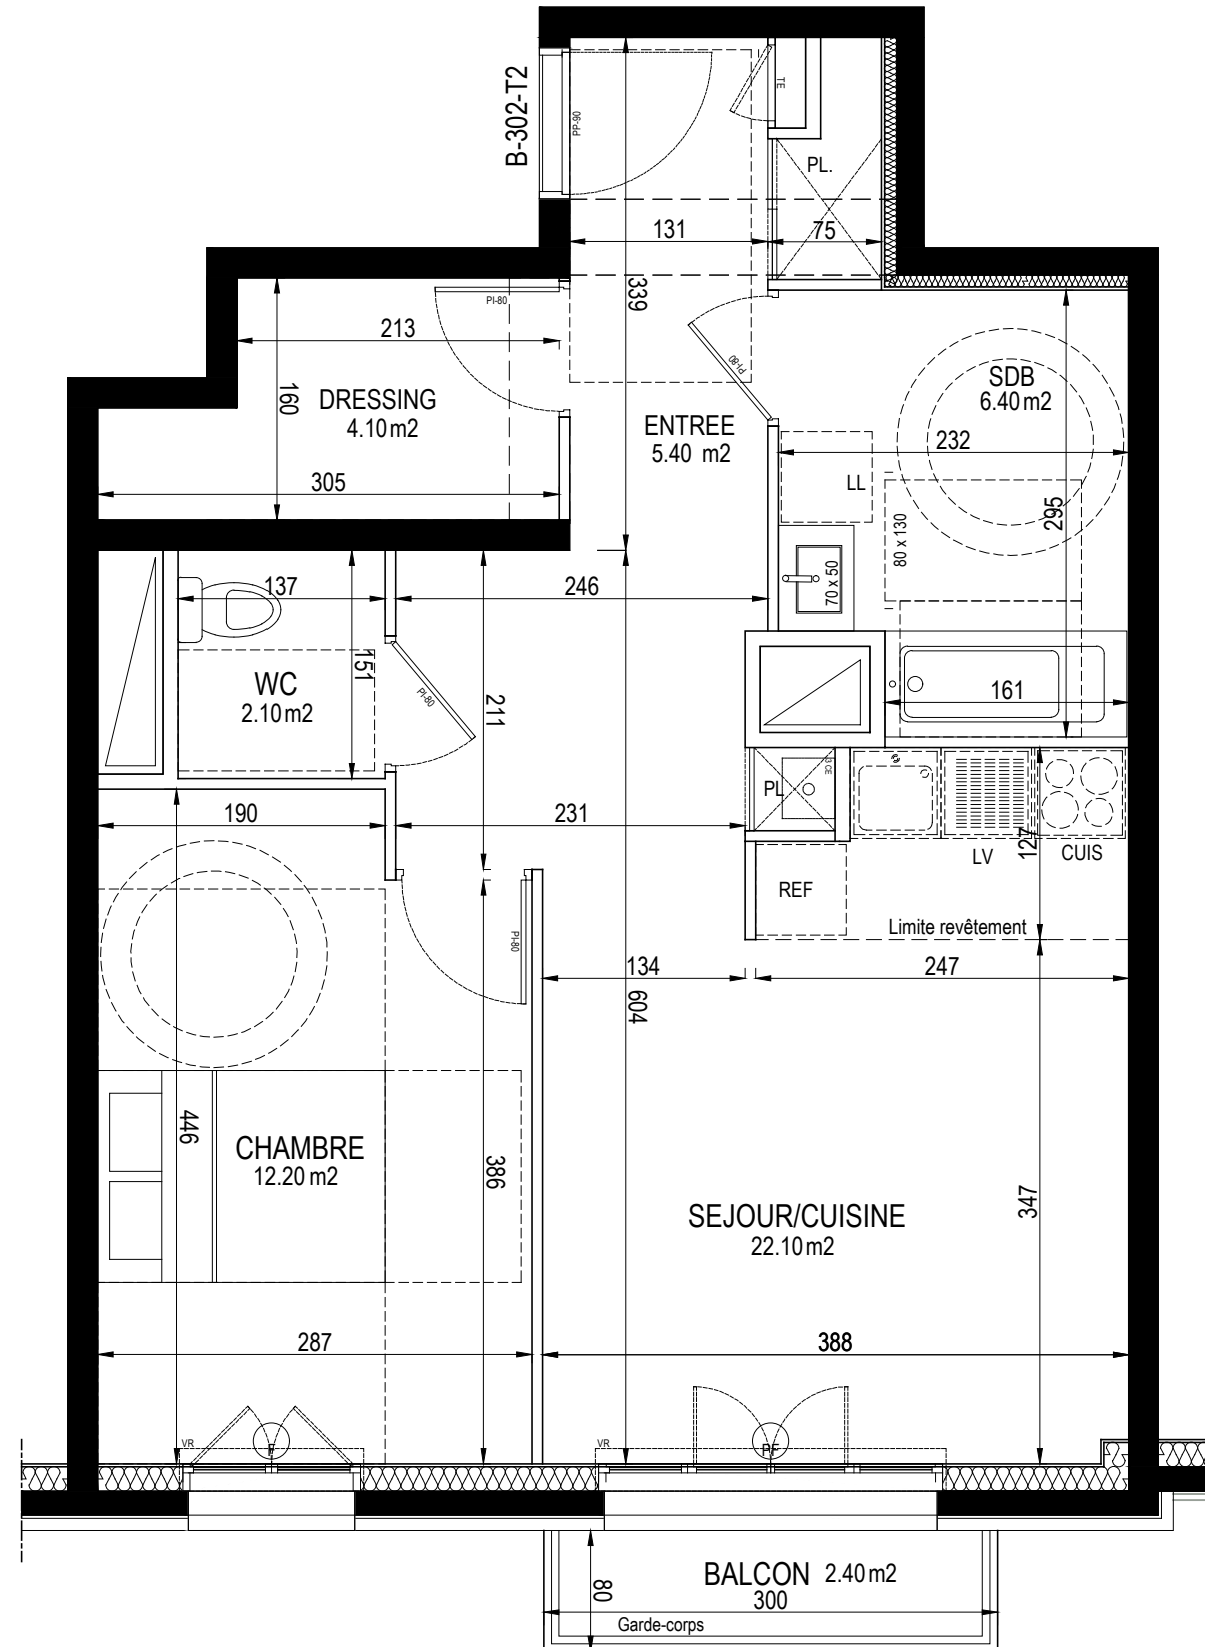 B-302-T2
PP-90
TE
PL.
131
75
339
PI-80
213
160
DRESSING
4.10 m2
305
PI-80
ENTREE
5.40 m2
SDB
6.40 m2
232
LL
295
80 x 130
70 x 50
137
246
151
WC
2.10 m2
PI-80
211
161
PL
3 CE
190
231
127
LV
CUIS
REF
Limite revêtement
PI-80
134
247
604
446
CHAMBRE
12.20 m2
386
347
SEJOUR/CUISINE
22.10 m2
287
388
VR
F
VR
PF
BALCON 2.40 m2
80
300
Garde-corps